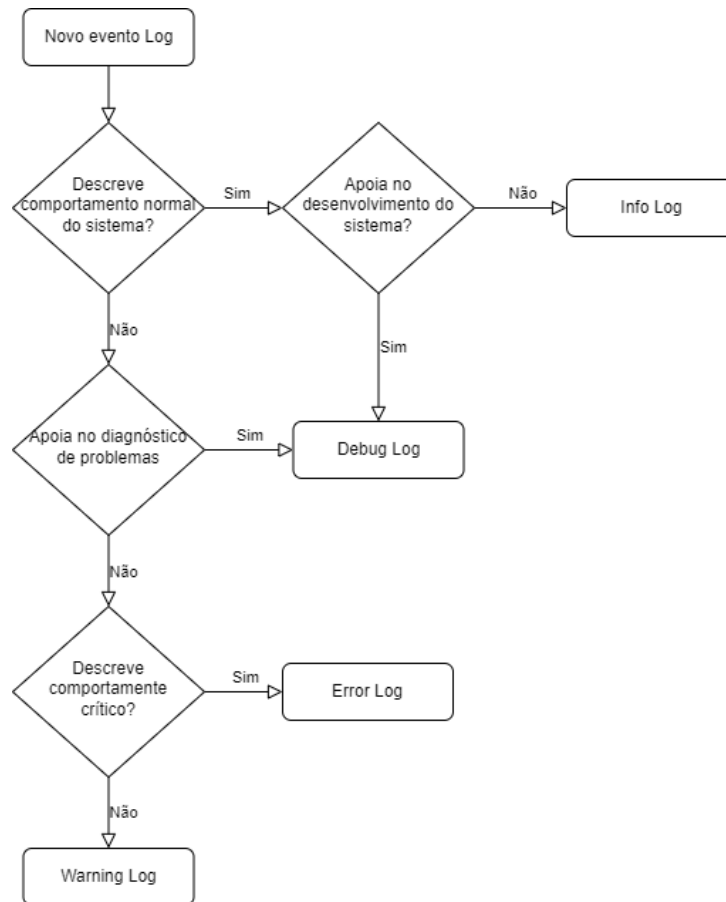 Novo evento Log
Descreve
comportamento normal
do sistema?
Sim
Apoia no
desenvolvimento do
sistema?
Não
Info Log
Não
Sim
Apoia no diagnóstico
de problemas
Sim
Debug Log
Não
Descreve
comportamente
crítico?
Sim
Error Log
Não
Warning Log